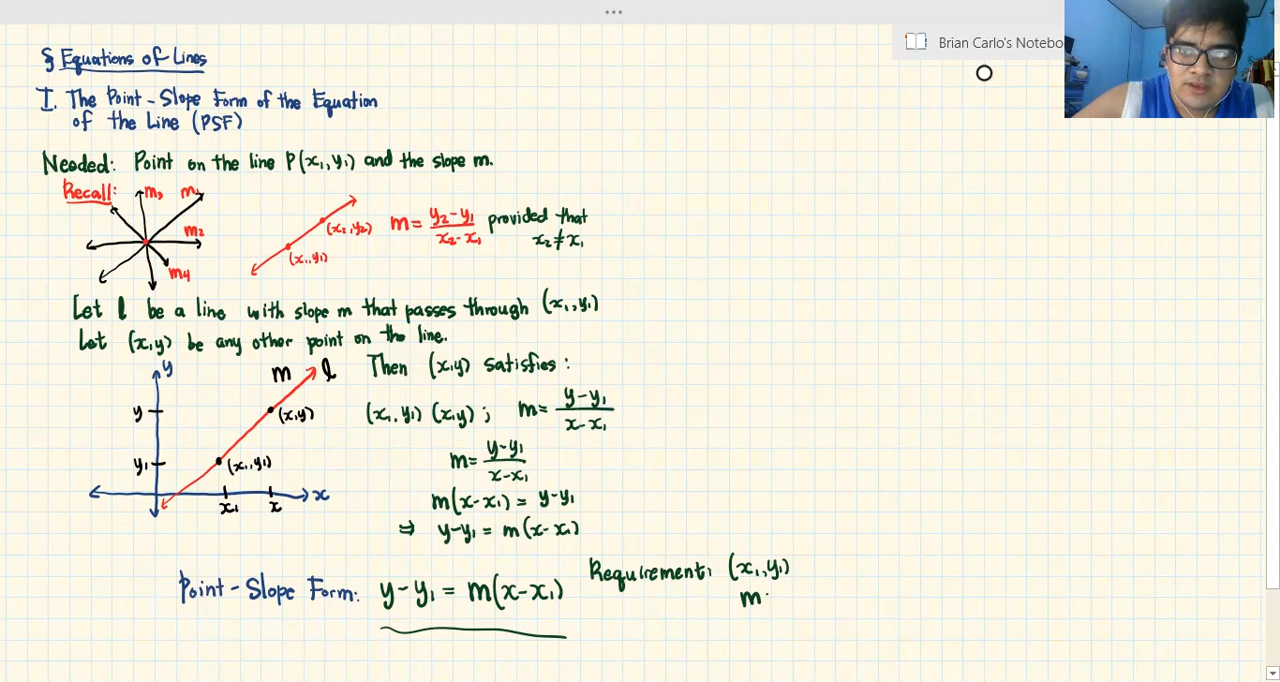 Brian Carlo's Notebo
§ Equations of Lines
I. The Point-Slope Form of the Equation
of the Line (PSF)
Needed: Point on the line P(x₁,y₁) and the slope m.
Recall:
m₃
m₂
m₄
(x₂,y₂)
(x₁,y₁)
m = (y₂-y₁)/(x₂-x₁) provided that
x₂≠x₁
Let l be a line with slope m that passes through (x₁,y₁)
Let (x,y) be any other point on the line.
y
m l
Then (x,y) satisfies:
y
(x,y)
(x₁,y₁) (x,y) ; m = (y-y₁)/(x-x₁)
y₁
(x₁,y₁)
m = (y-y₁)/(x-x₁)
x₁ x x
m(x-x₁) = y-y₁
⇒ y-y₁ = m(x-x₁)
Point-Slope Form: y-y₁ = m(x-x₁)
Requirement: (x₁,y₁)
m